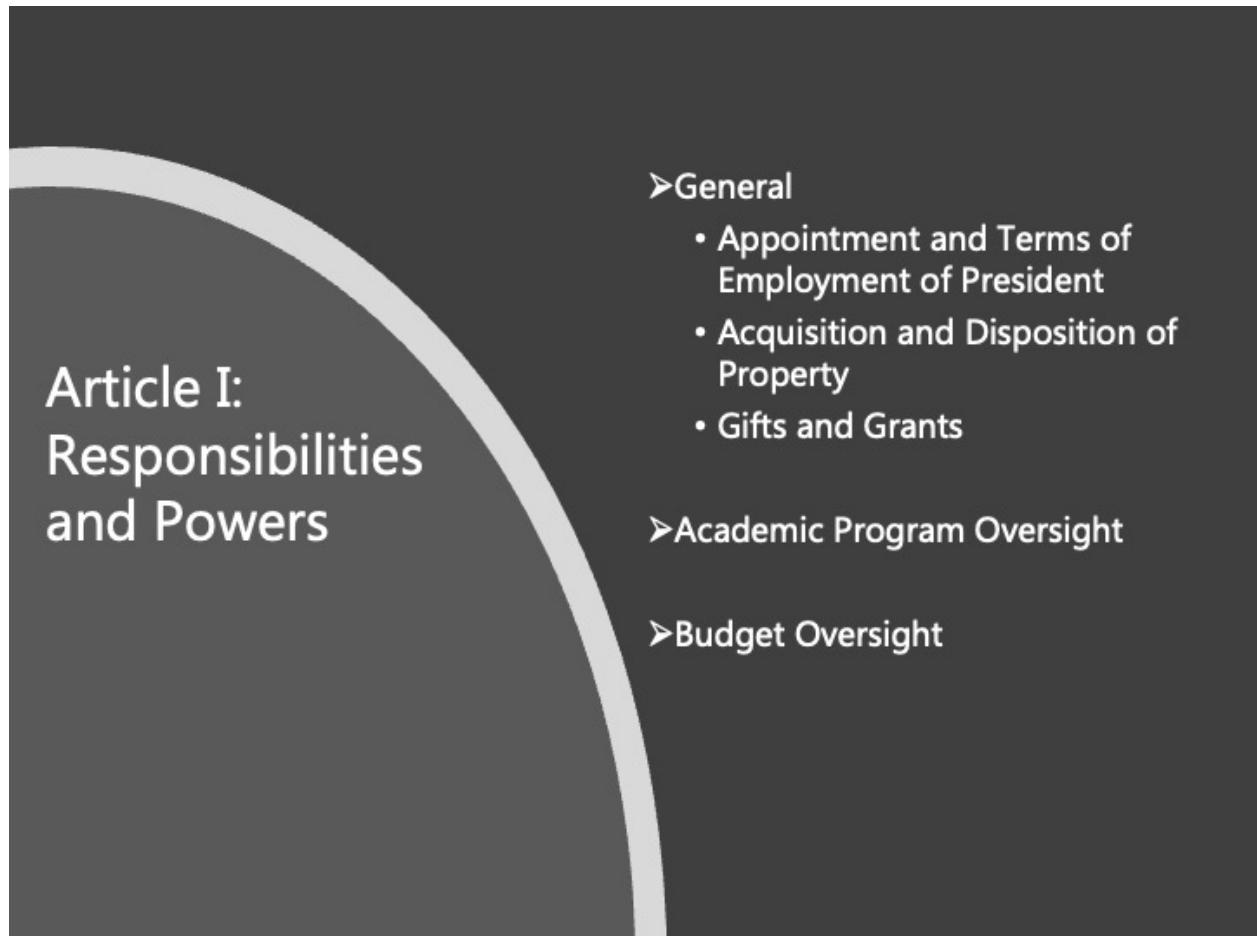 Article I:
Responsibilities
and Powers
➢General
• Appointment and Terms of
Employment of President
• Acquisition and Disposition of
Property
• Gifts and Grants
➢Academic Program Oversight
➢Budget Oversight